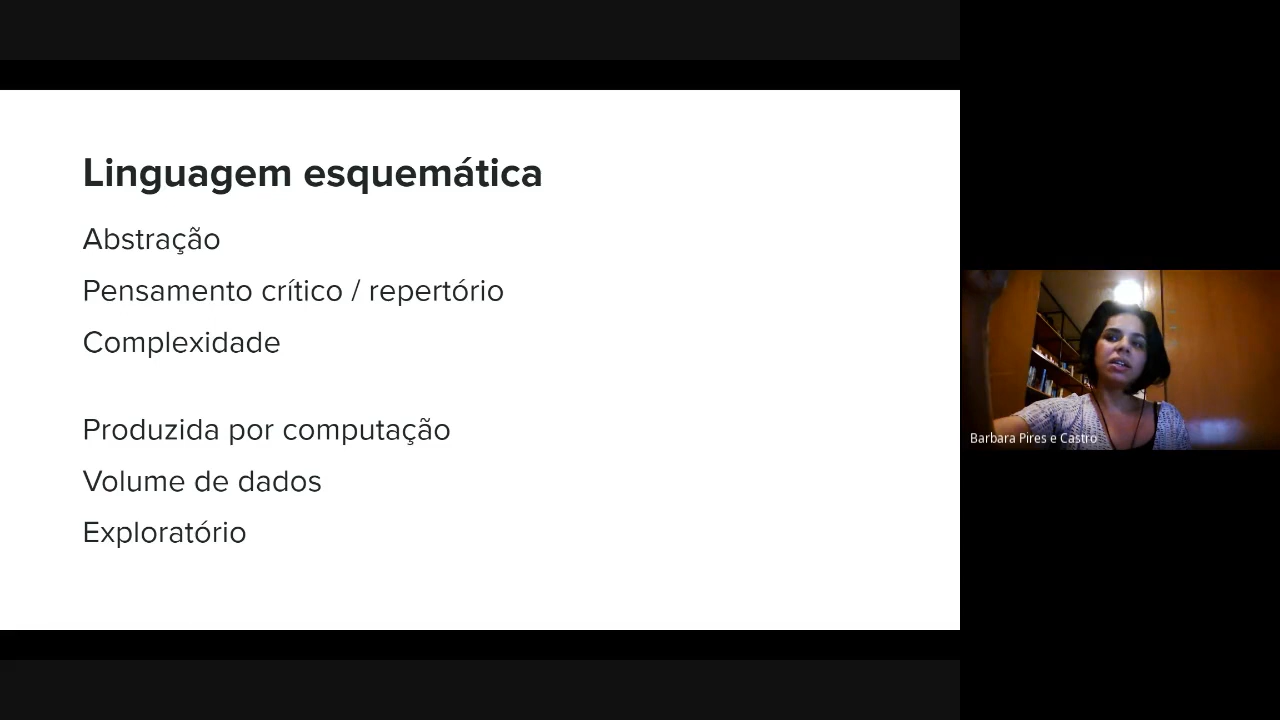 Linguagem esquemática
Abstração
Pensamento crítico / repertório
Complexidade
Produzida por computação
Volume de dados
Exploratório
Barbara Pires e Castro